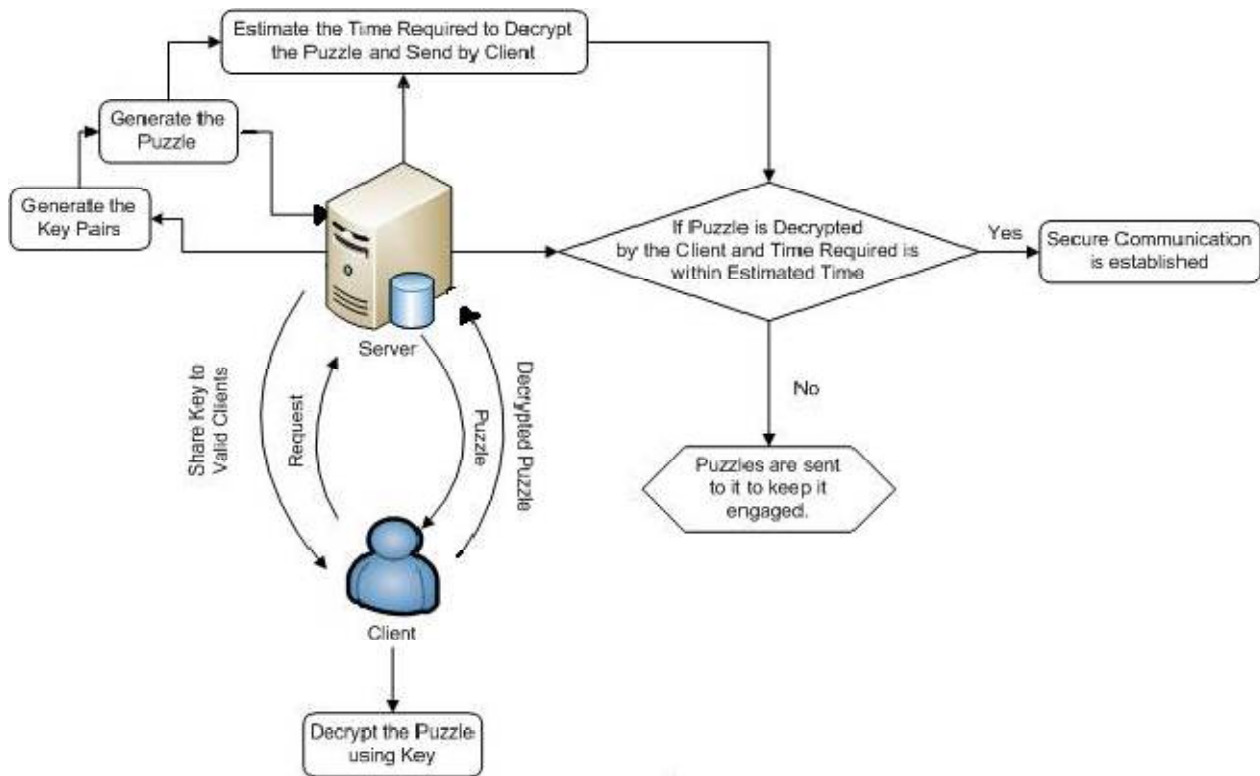 Estimate the Time Required to Decrypt
the Puzzle and Send by Client
Generate the
Puzzle
Generate the
Key Pairs
If Puzzle is Decrypted
by the Client and Time Required is
within Estimated Time
Yes
Secure Communication
is established
Server
No
Share Key to
Valid Clients
Request
Puzzle
Decrypted Puzzle
Puzzles are sent
to it to keep it
engaged.
Client
Decrypt the Puzzle
using Key